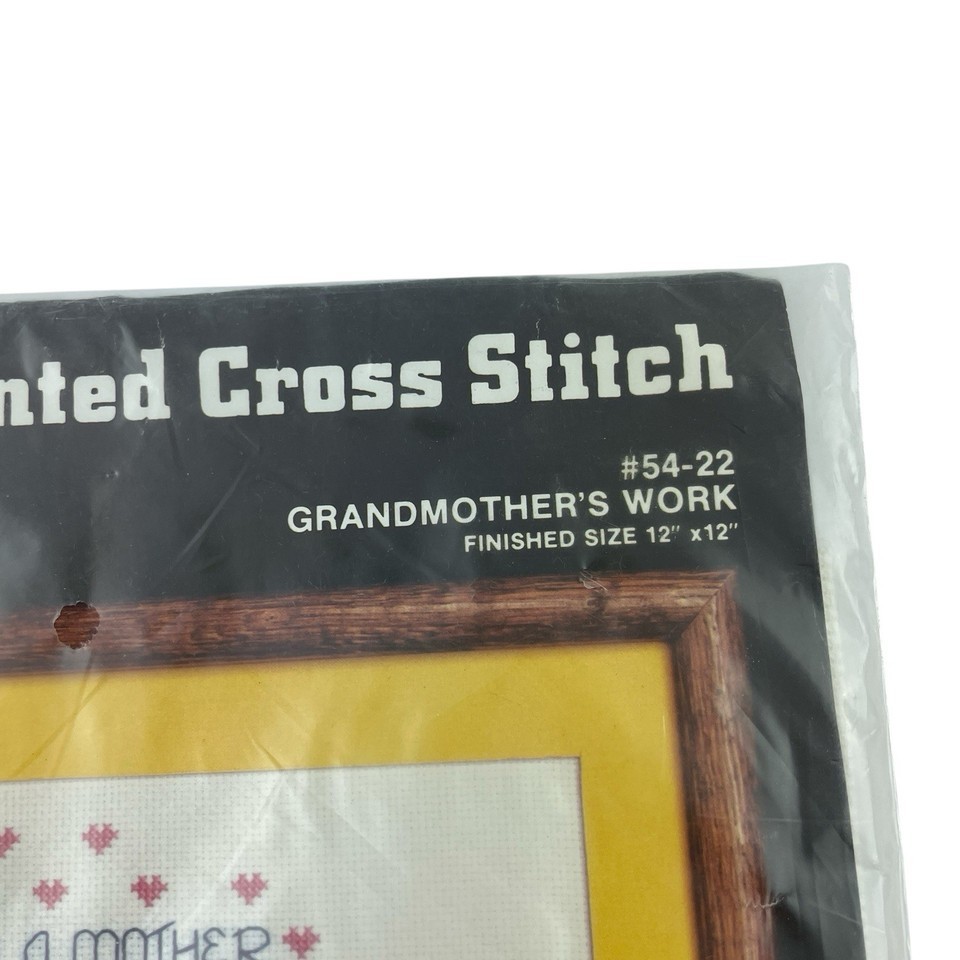 nted Cross Stitch
#54-22
GRANDMOTHER'S WORK
FINISHED SIZE 12" x12"
A MOTHER